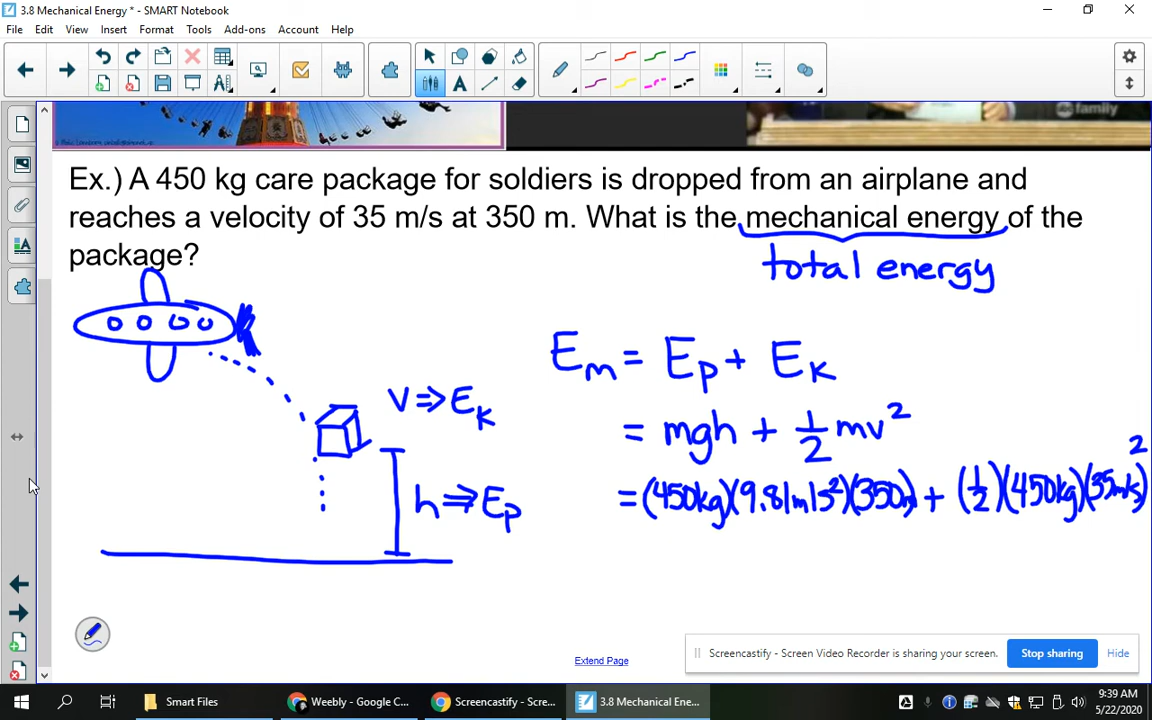 3.8 Mechanical Energy * - SMART Notebook
File Edit View Insert Format Tools Add-ons Account Help
abc family
Ex.) A 450 kg care package for soldiers is dropped from an airplane and
reaches a velocity of 35 m/s at 350 m. What is the mechanical energy of the
package?
total energy
Em = Ep + Ek
v ⇒ Ek
= mgh + 1/2 mv²
h ⇒ Ep
= (450kg)(9.81m/s²)(350m) + (1/2)(450kg)(35m/s)²
Extend Page
Screencastify - Screen Video Recorder is sharing your screen. Stop sharing Hide
Smart Files
Weebly - Google C...
Screencastify - Scre...
3.8 Mechanical Ene...
9:39 AM
5/22/2020